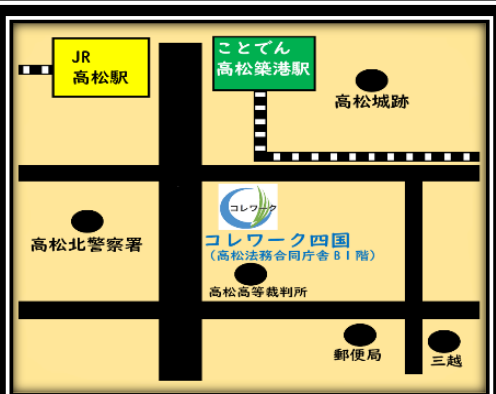 JR
高松駅
ことでん
高松築港駅
高松城跡
コレワーク
高松北警察署
コレワーク四国
(高松法務合同庁舎B1階)
高松高等裁判所
郵便局
三越